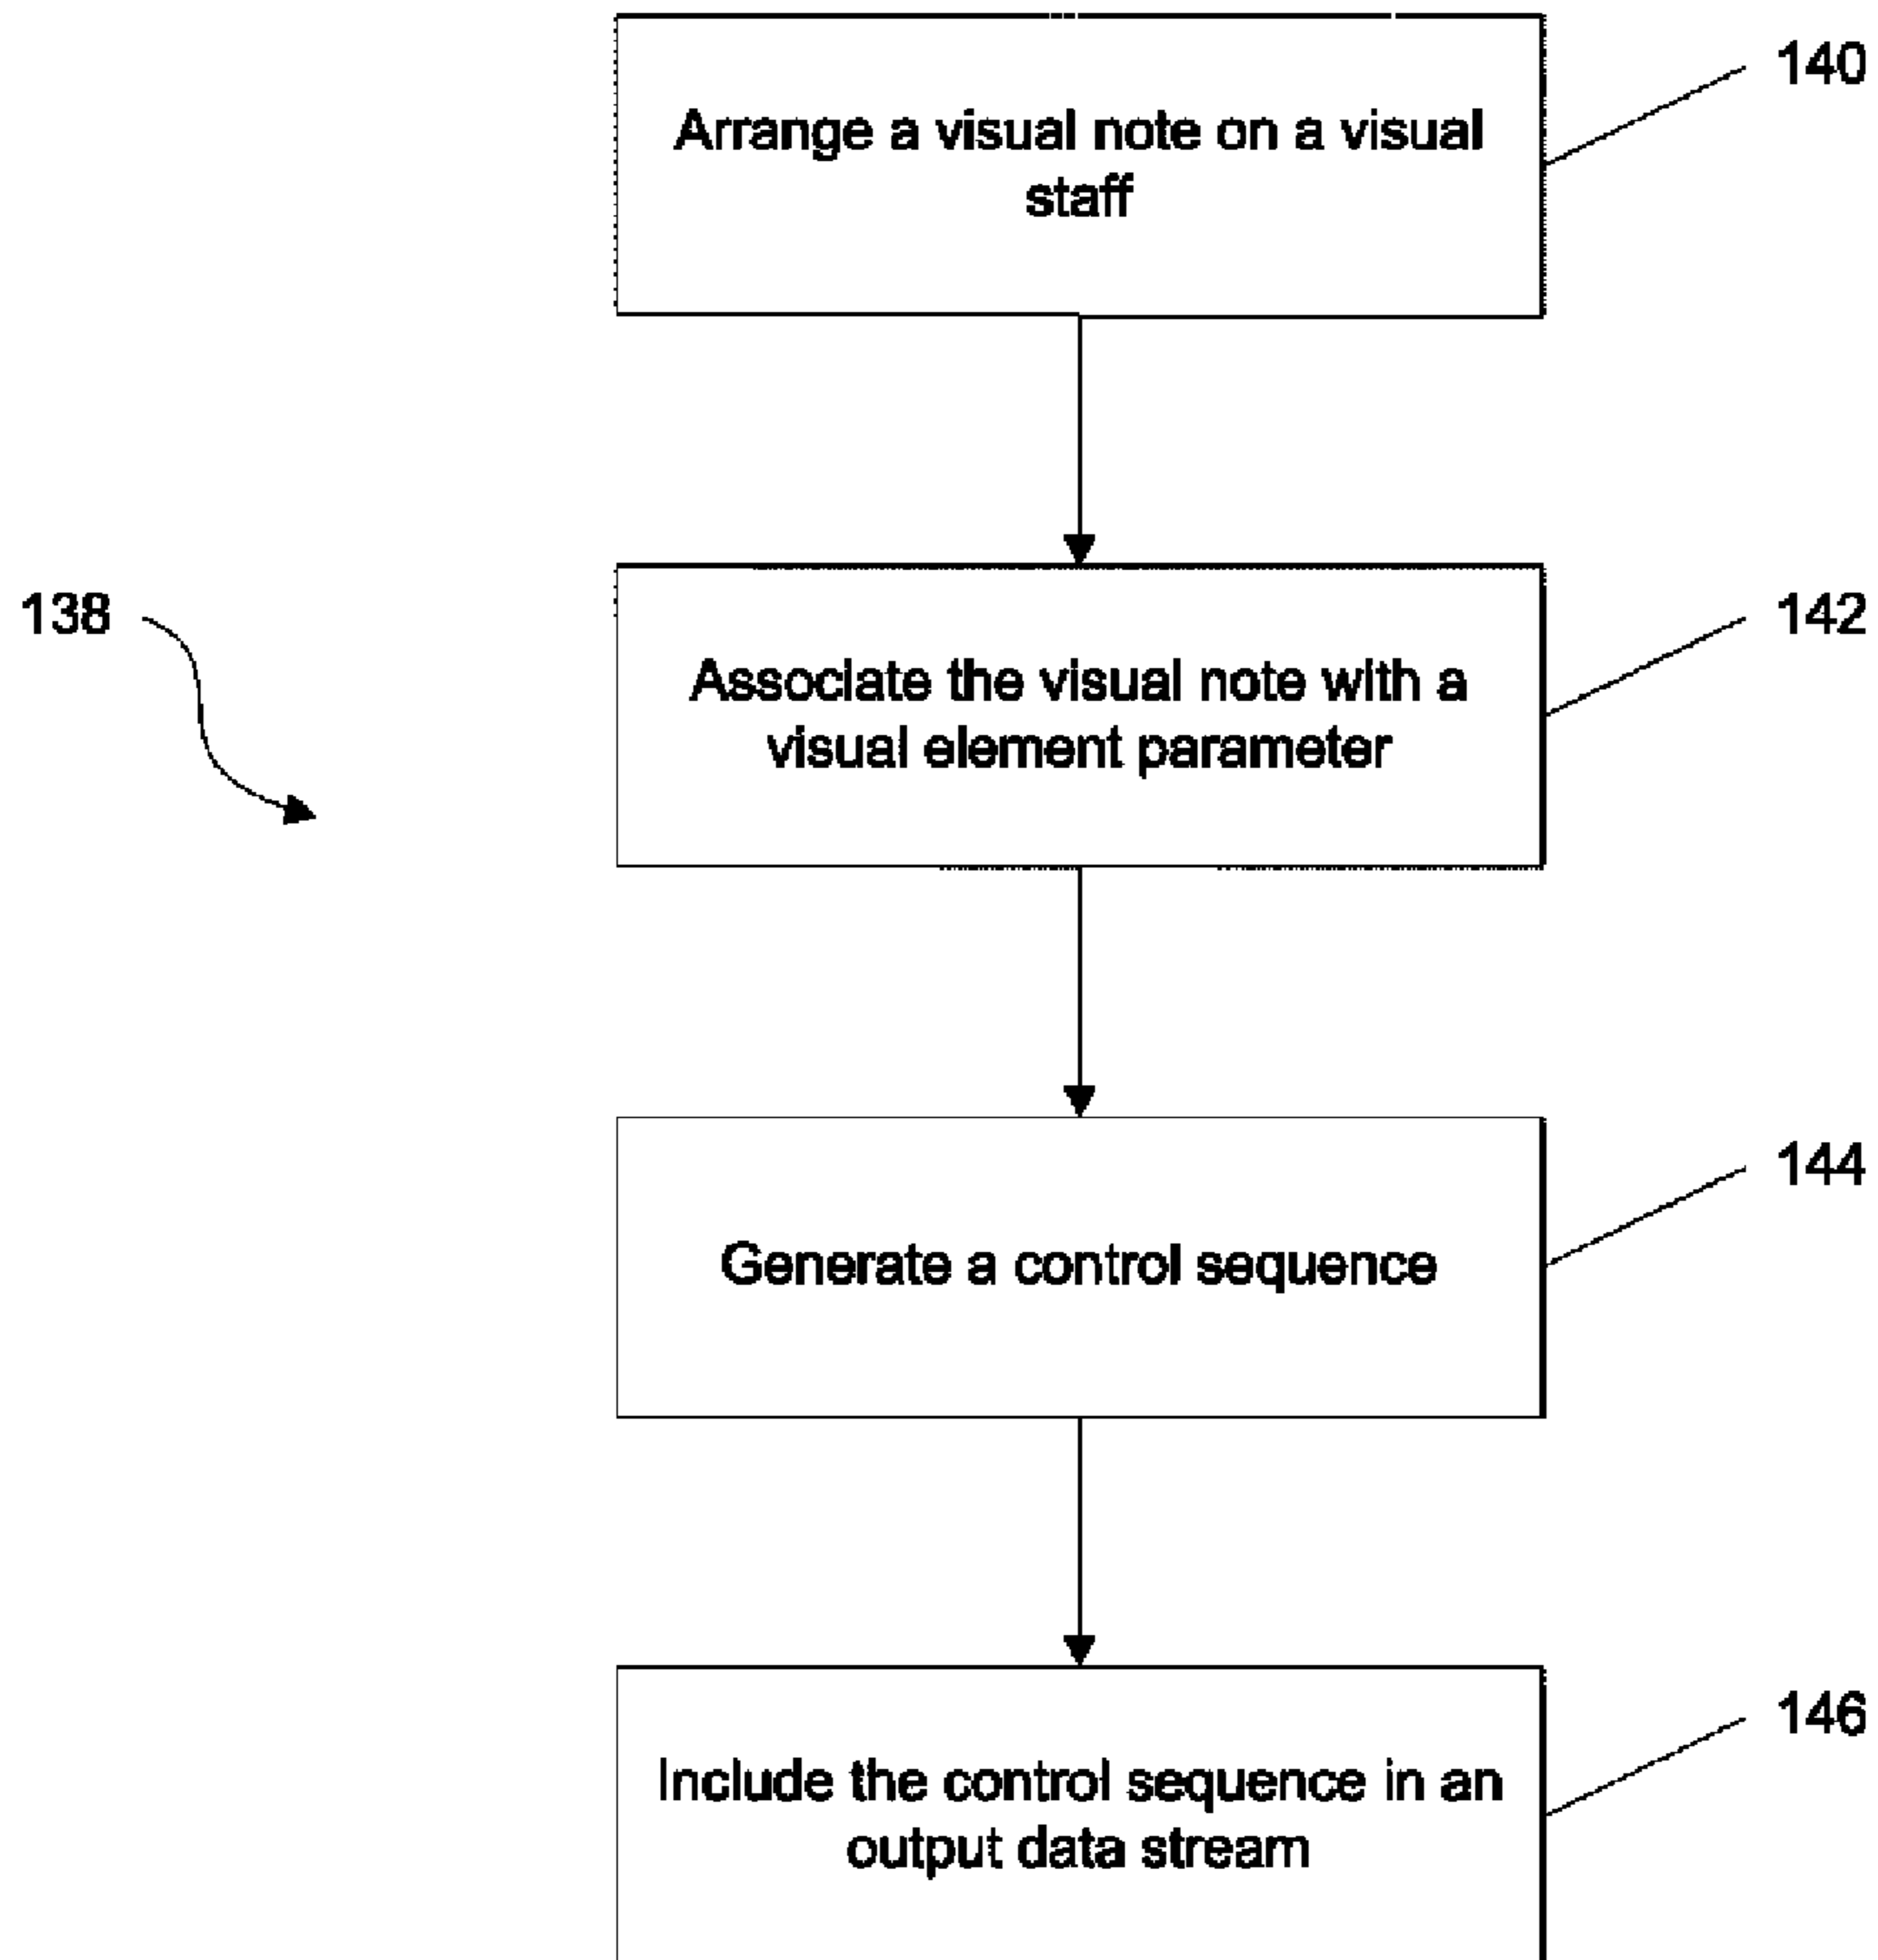 140
Arrange a visual note on a visual
staff
138
142
Associate the visual note with a
visual element parameter
144
Generate a control sequence
146
Include the control sequence in an
output data stream